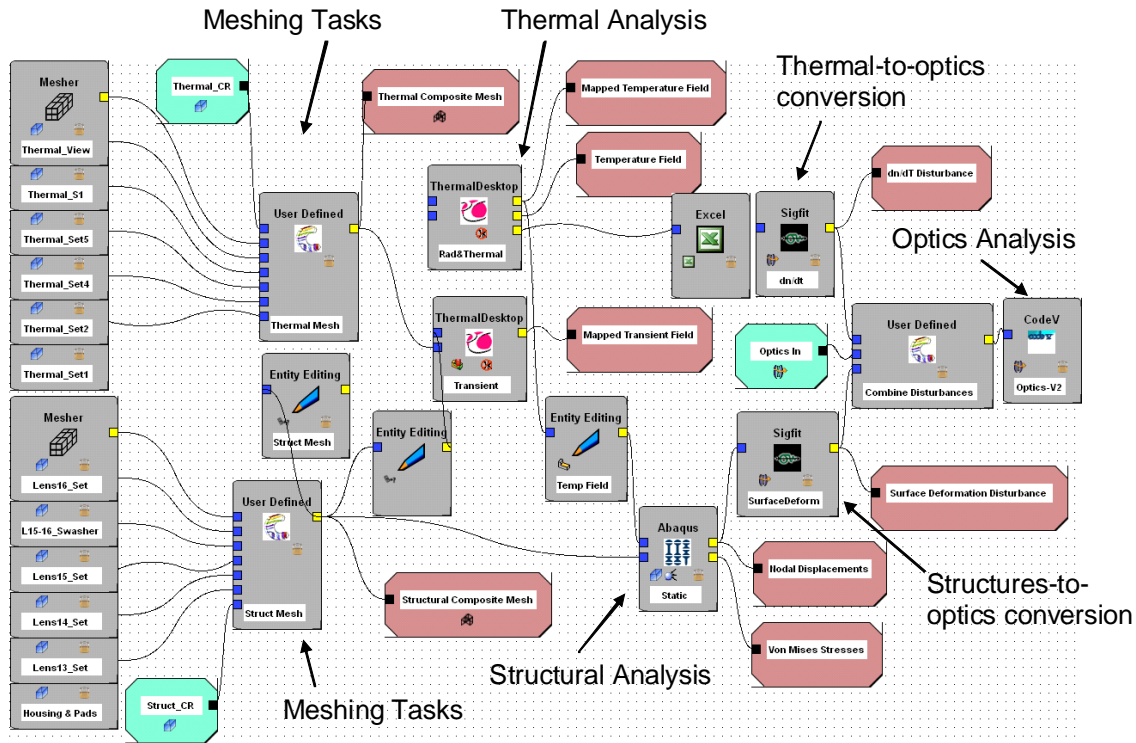 Meshing Tasks
Thermal Analysis
Thermal-to-optics
conversion
Optics Analysis
Mesher
Thermal_View
Thermal_S1
Thermal_Set5
Thermal_Set4
Thermal_Set2
Thermal_Set1
Thermal_CR
Thermal Composite Mesh
User Defined
Thermal Mesh
Mapped Temperature Field
Temperature Field
ThermalDesktop
Rad&Thermal
Excel
Sigfit
dn/dt
dn/dT Disturbance
ThermalDesktop
Transient
Mapped Transient Field
Optics In
User Defined
Combine Disturbances
CodeV
Optics-V2
Entity Editing
Struct Mesh
Entity Editing
Entity Editing
Temp Field
Sigfit
SurfaceDeform
Surface Deformation Disturbance
Mesher
Lens16_Set
L15-16_Swasher
Lens15_Set
Lens14_Set
Lens13_Set
Housing & Pads
User Defined
Struct Mesh
Struct_CR
Structural Composite Mesh
Abaqus
Static
Nodal Displacements
Von Mises Stresses
Structures-to-
optics conversion
Structural Analysis
Meshing Tasks